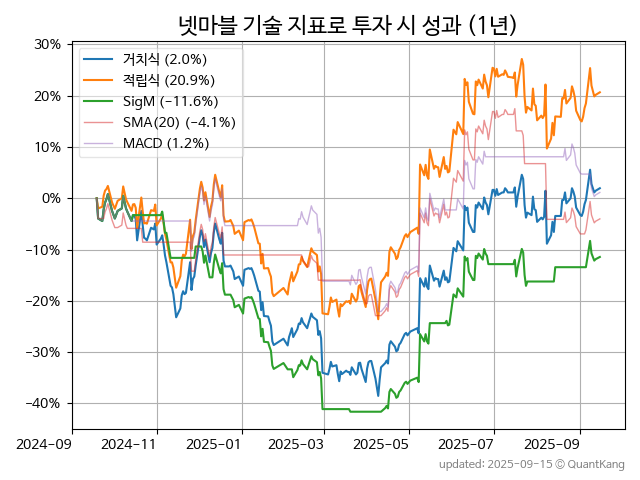 넷마블 기술 지표로 투자 시 성과 (1년)
30%
20%
10%
0%
−10%
−20%
−30%
−40%
거치식 (2.0%)
적립식 (20.9%)
SigM (−11.6%)
SMA(20) (−4.1%)
MACD (1.2%)
2024-09 2024-11 2025-01 2025-03 2025-05 2025-07 2025-09
updated: 2025-09-15 © QuantKang